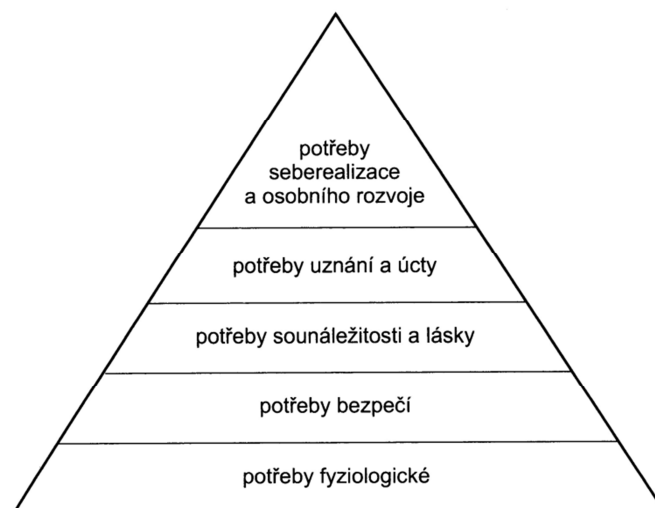 potřeby
seberealizace
a osobního rozvoje
potřeby uznání a úcty
potřeby sounáležitosti a lásky
potřeby bezpečí
potřeby fyziologické